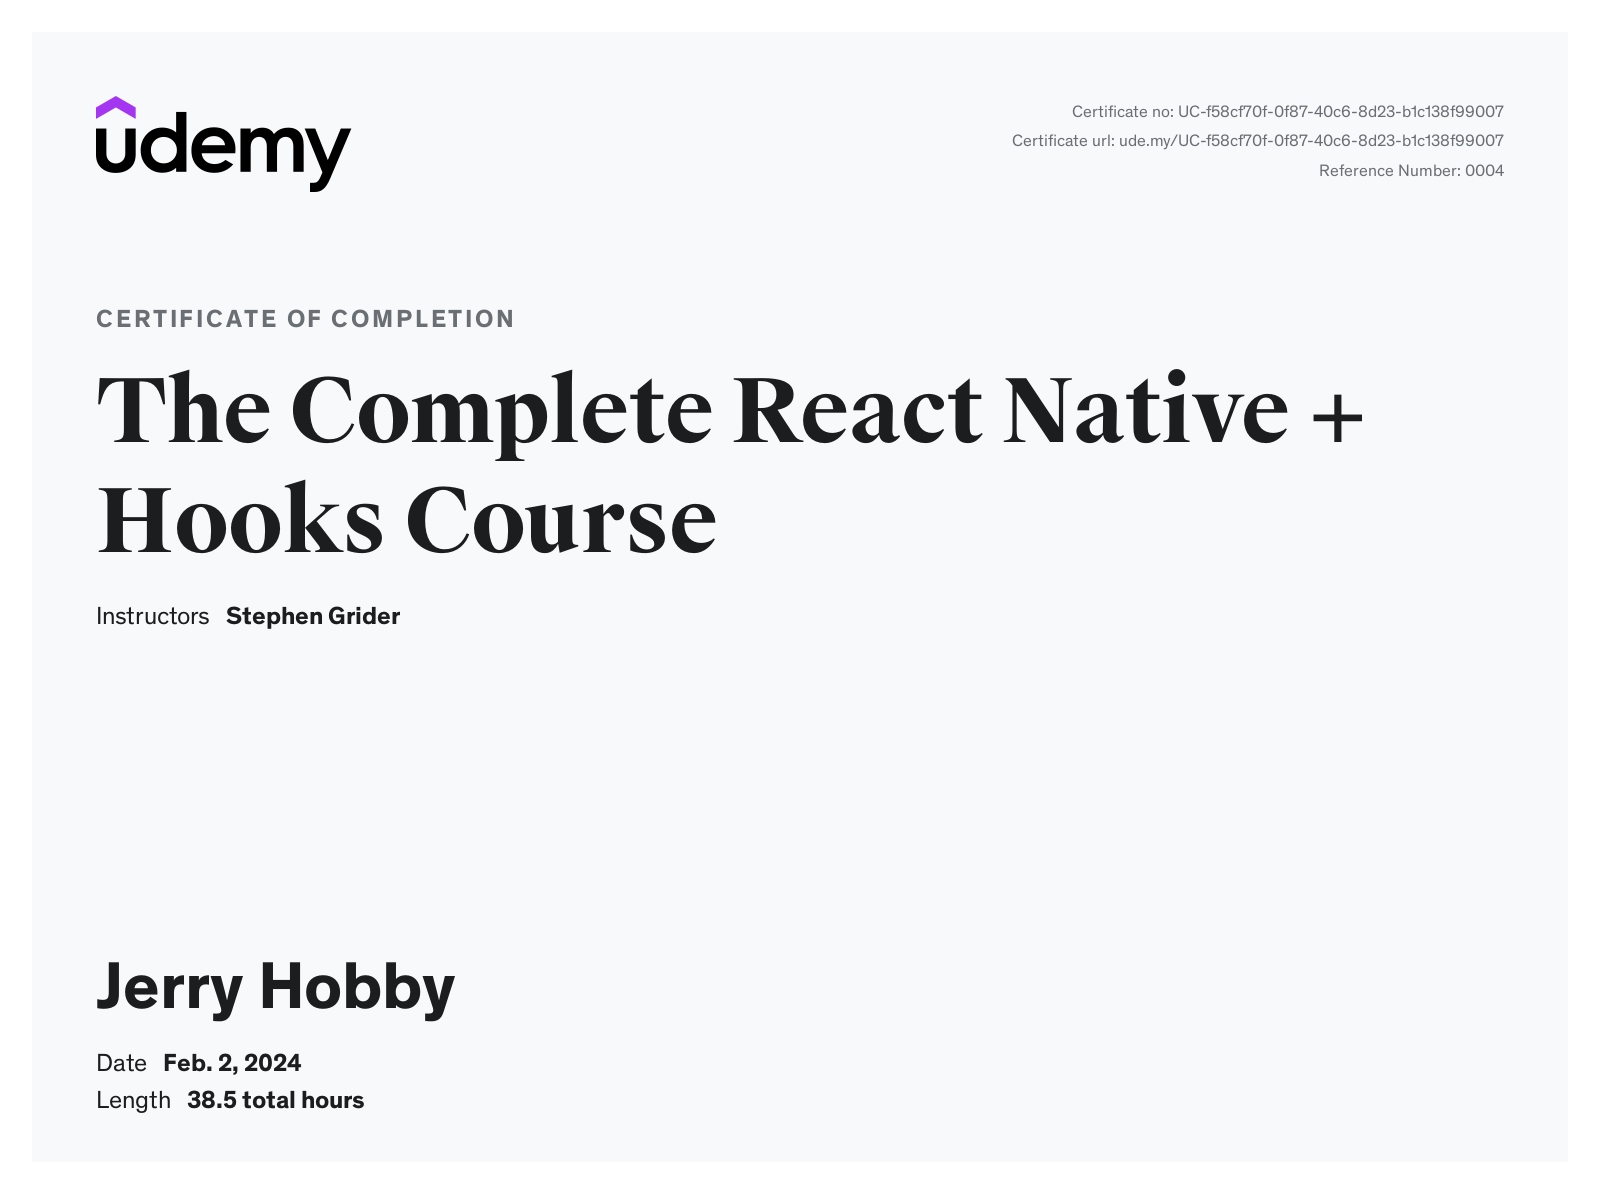 udemy
Certificate no: UC-f58cf70f-0f87-40c6-8d23-b1c138f99007
Certificate url: ude.my/UC-f58cf70f-0f87-40c6-8d23-b1c138f99007
Reference Number: 0004
CERTIFICATE OF COMPLETION
The Complete React Native +
Hooks Course
Instructors Stephen Grider
Jerry Hobby
Date Feb. 2, 2024
Length 38.5 total hours